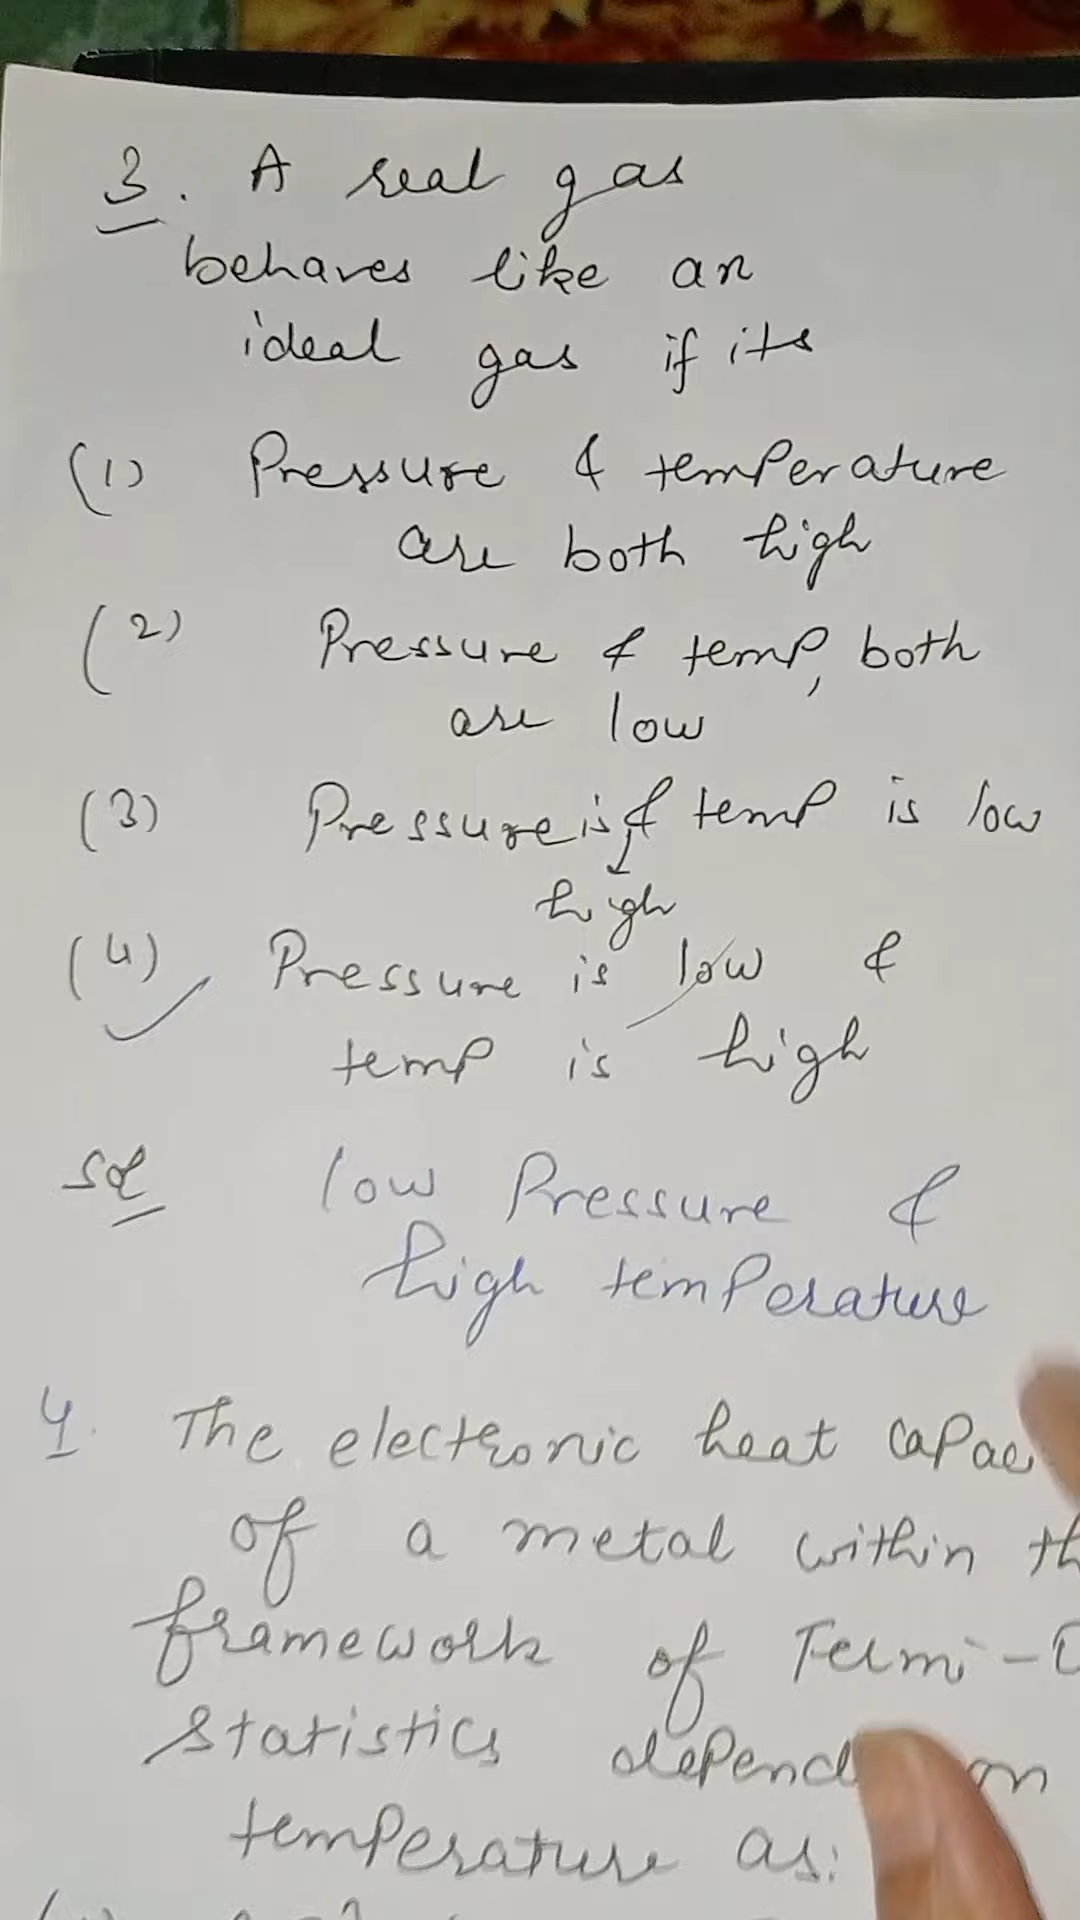 3. A real gas
behaves like an
ideal gas if its
(1) Pressure & temperature
are both high
(2) Pressure & temp, both
are low
(3) Pressure is & temp is low
high
(4) Pressure is low &
temp is high
Sol low Pressure &
high temperature
4. The electronic heat capac
of a metal within th
framework of Fermi-D
statistics depend on
temperature as: